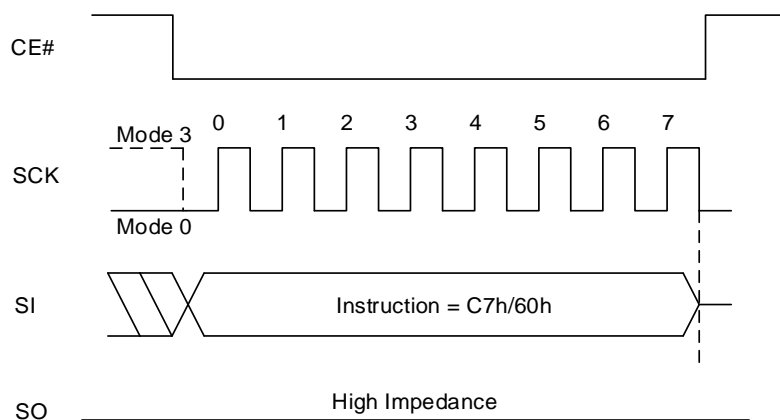 CE#
0 1 2 3 4 5 6 7
Mode 3
SCK
Mode 0
SI
Instruction = C7h/60h
High Impedance
SO